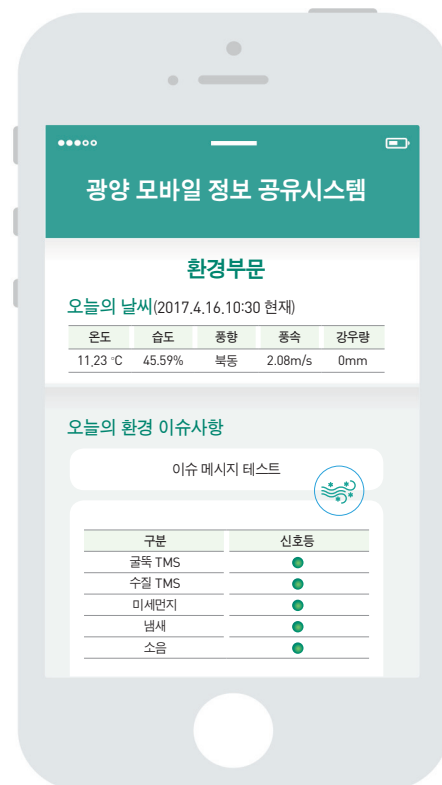 광양 모바일 정보 공유시스템
환경부문
오늘의 날씨(2017.4.16.10:30 현재)
온도 습도 풍향 풍속 강우량
11.23 °C 45.59% 북동 2.08m/s 0mm
오늘의 환경 이슈사항
이슈 메시지 테스트
구분 신호등
굴뚝 TMS
수질 TMS
미세먼지
냄새
소음